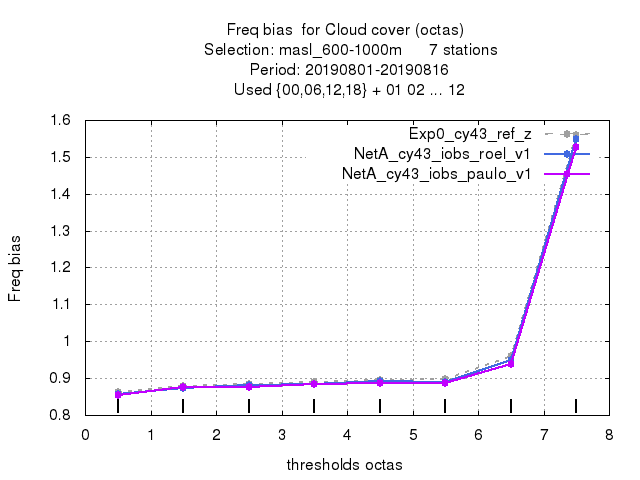 Freq bias  for Cloud cover (octas)
Selection: masl_600-1000m      7 stations
Period: 20190801-20190816
Used {00,06,12,18} + 01 02 ... 12
Exp0_cy43_ref_z
NetA_cy43_iobs_roel_v1
NetA_cy43_iobs_paulo_v1
Freq bias
1.6
1.5
1.4
1.3
1.2
1.1
1
0.9
0.8
0 1 2 3 4 5 6 7 8
thresholds octas